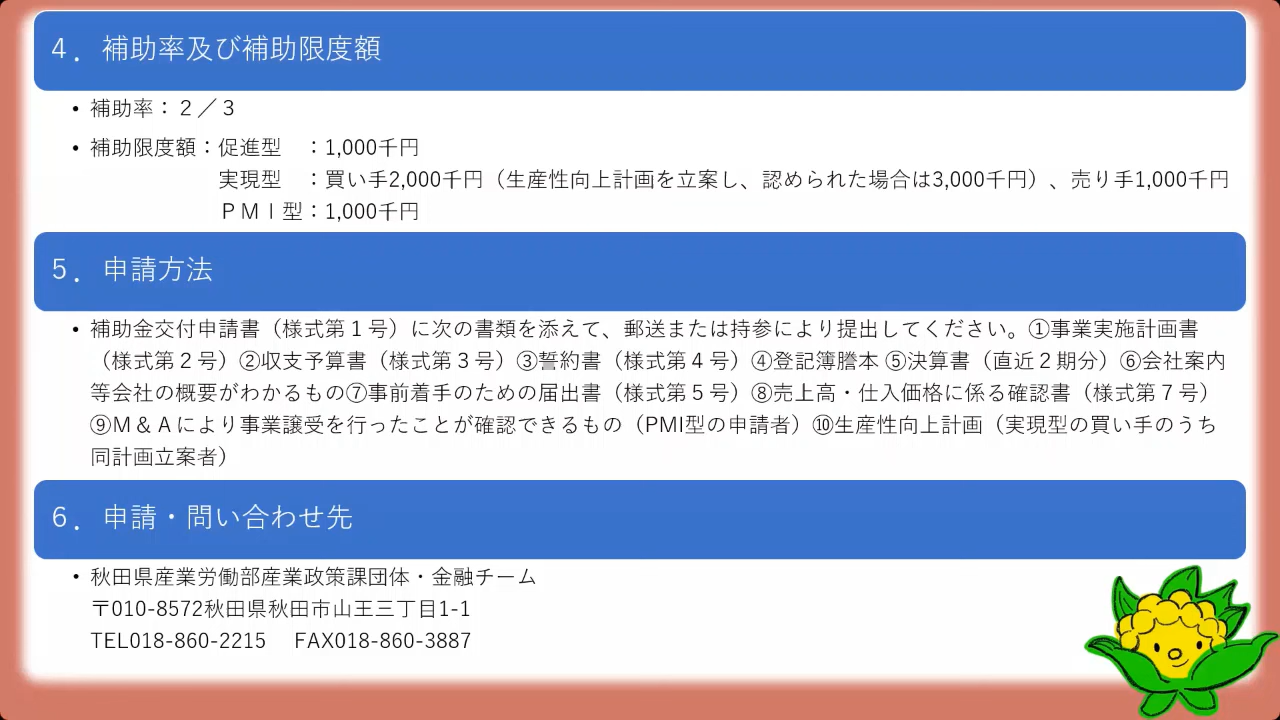 ４．補助率及び補助限度額
• 補助率：２／３
• 補助限度額：促進型　：1,000千円
実現型　：買い手2,000千円（生産性向上計画を立案し、認められた場合は3,000千円）、売り手1,000千円
ＰＭＩ型：1,000千円
５．申請方法
• 補助金交付申請書（様式第１号）に次の書類を添えて、郵送または持参により提出してください。①事業実施計画書
（様式第２号）②収支予算書（様式第３号）③誓約書（様式第４号）④登記簿謄本 ⑤決算書（直近２期分）⑥会社案内
等会社の概要がわかるもの⑦事前着手のための届出書（様式第５号）⑧売上高・仕入価格に係る確認書（様式第７号）
⑨Ｍ＆Ａにより事業譲受を行ったことが確認できるもの（PMI型の申請者）⑩生産性向上計画（実現型の買い手のうち
同計画立案者）
６．申請・問い合わせ先
• 秋田県産業労働部産業政策課団体・金融チーム
〒010-8572秋田県秋田市山王三丁目1-1
TEL018-860-2215　FAX018-860-3887